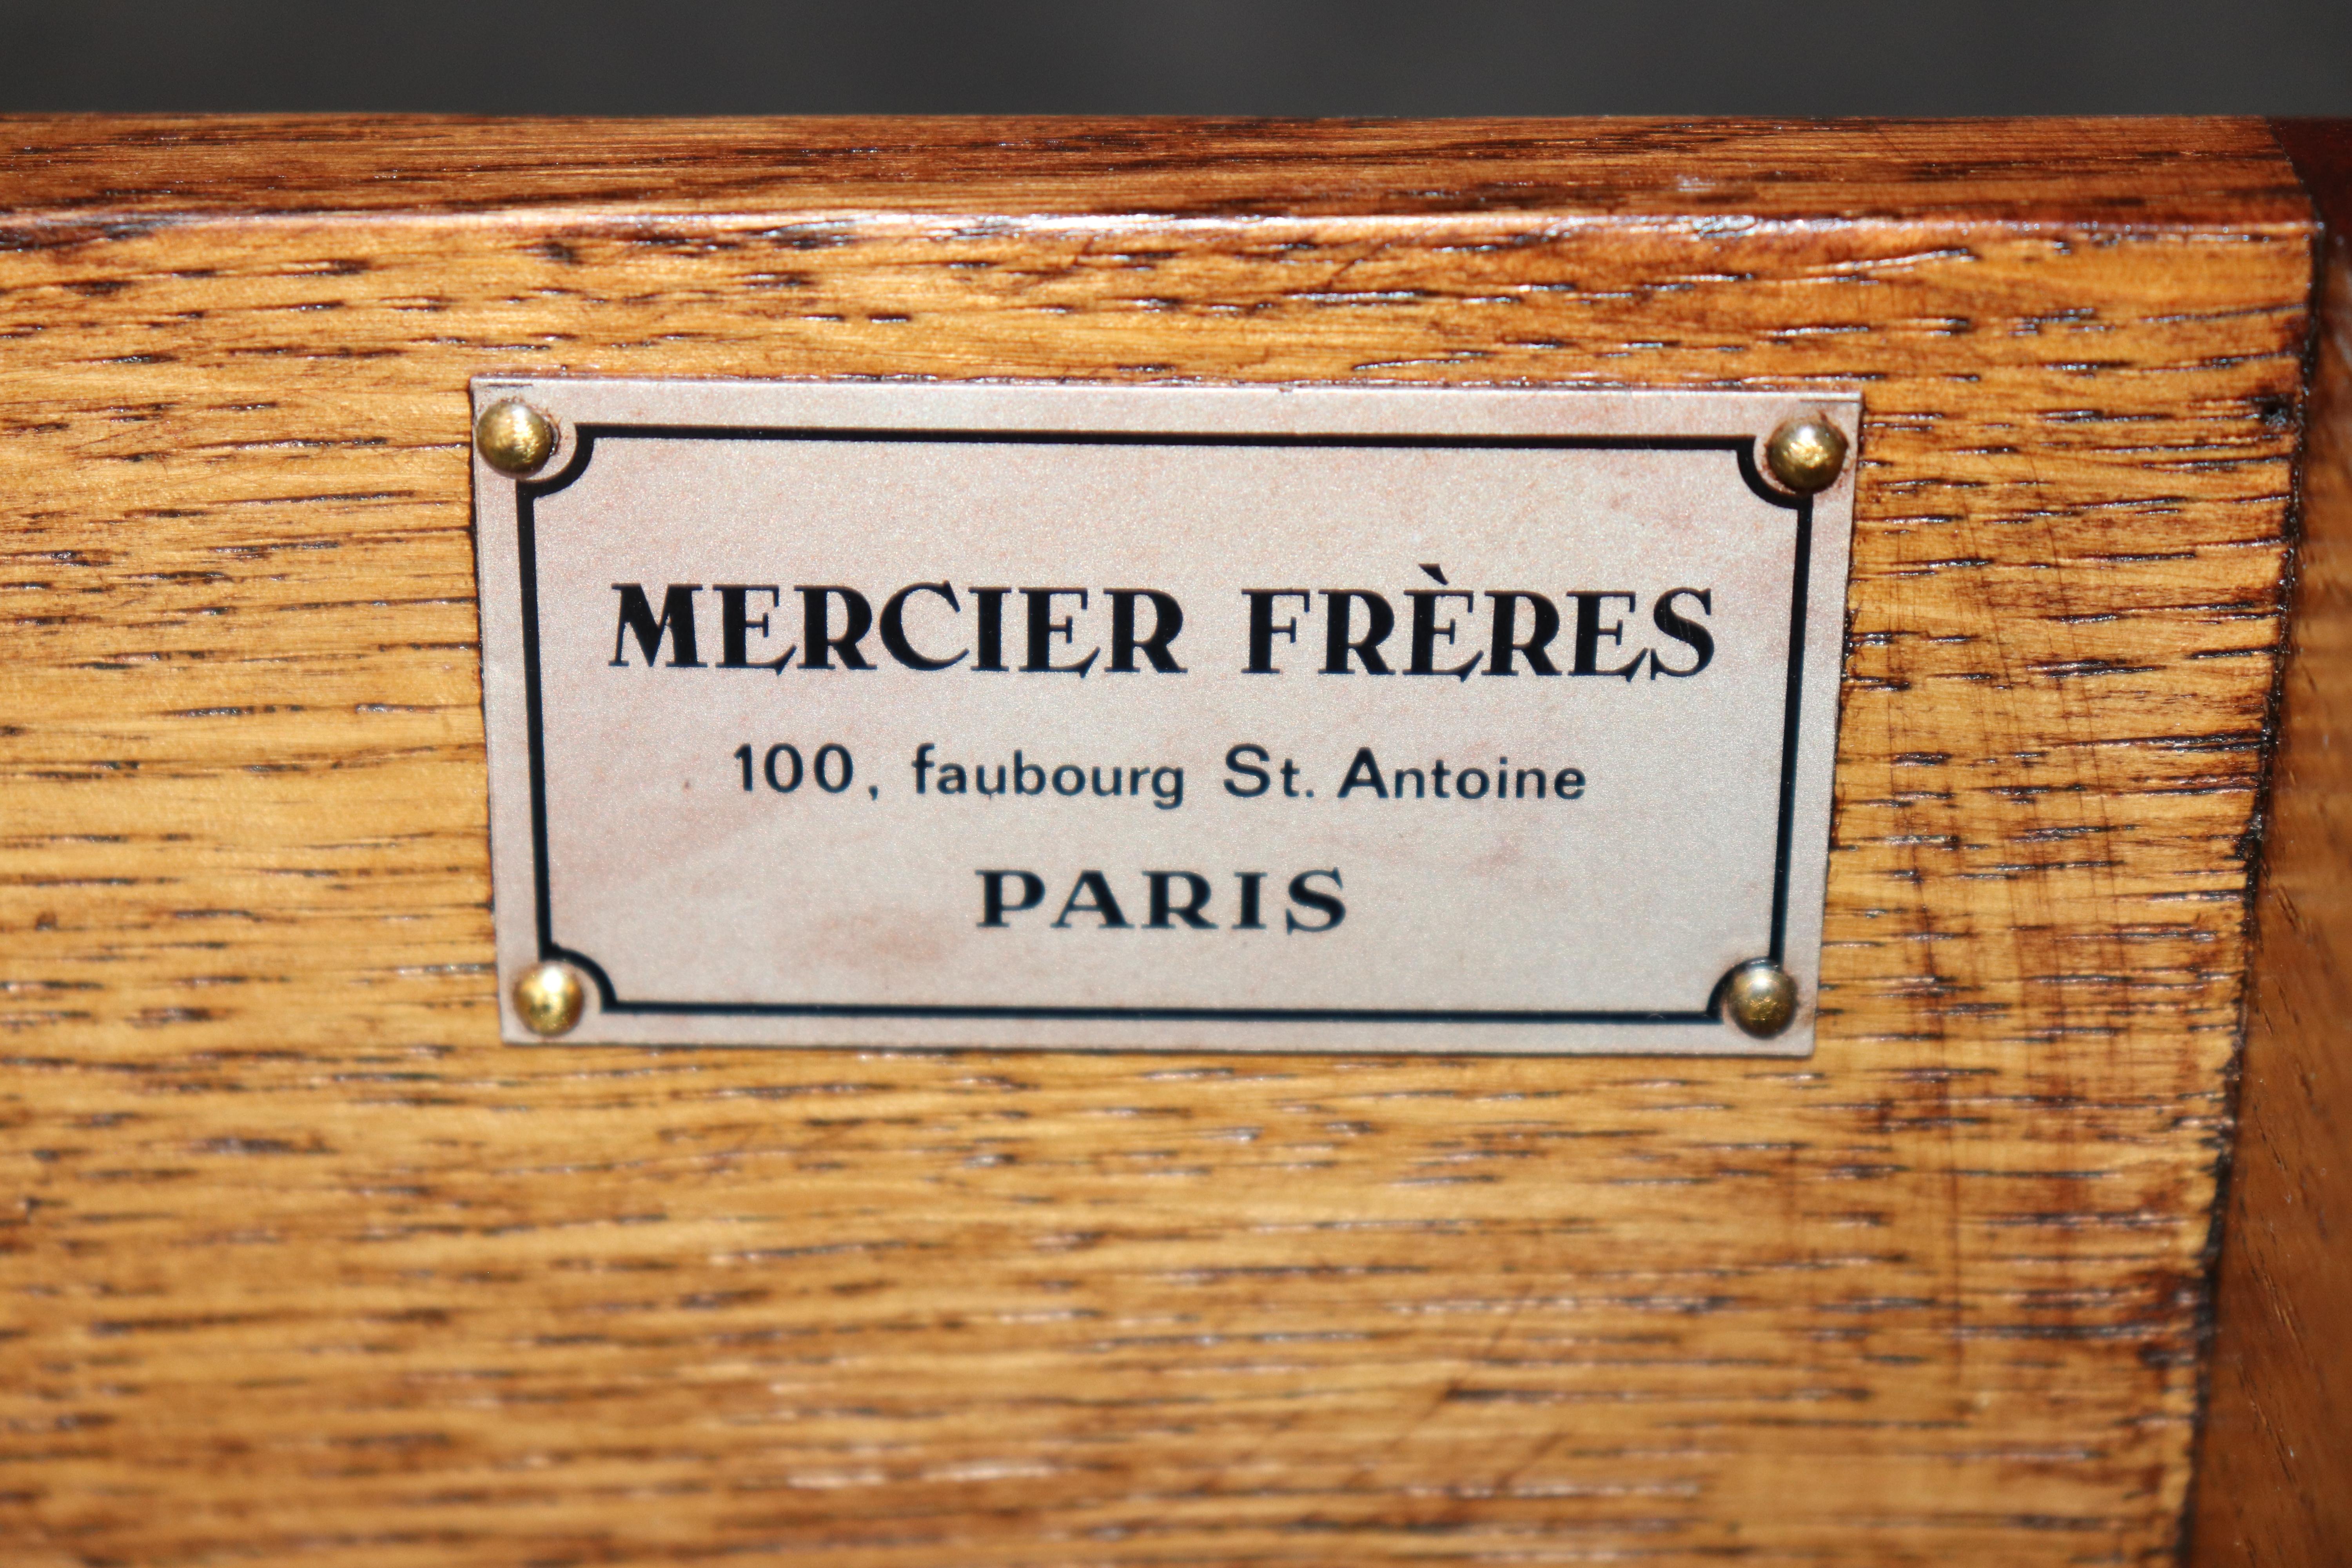 MERCIER FRÈRES
100, faubourg St. Antoine
PARIS